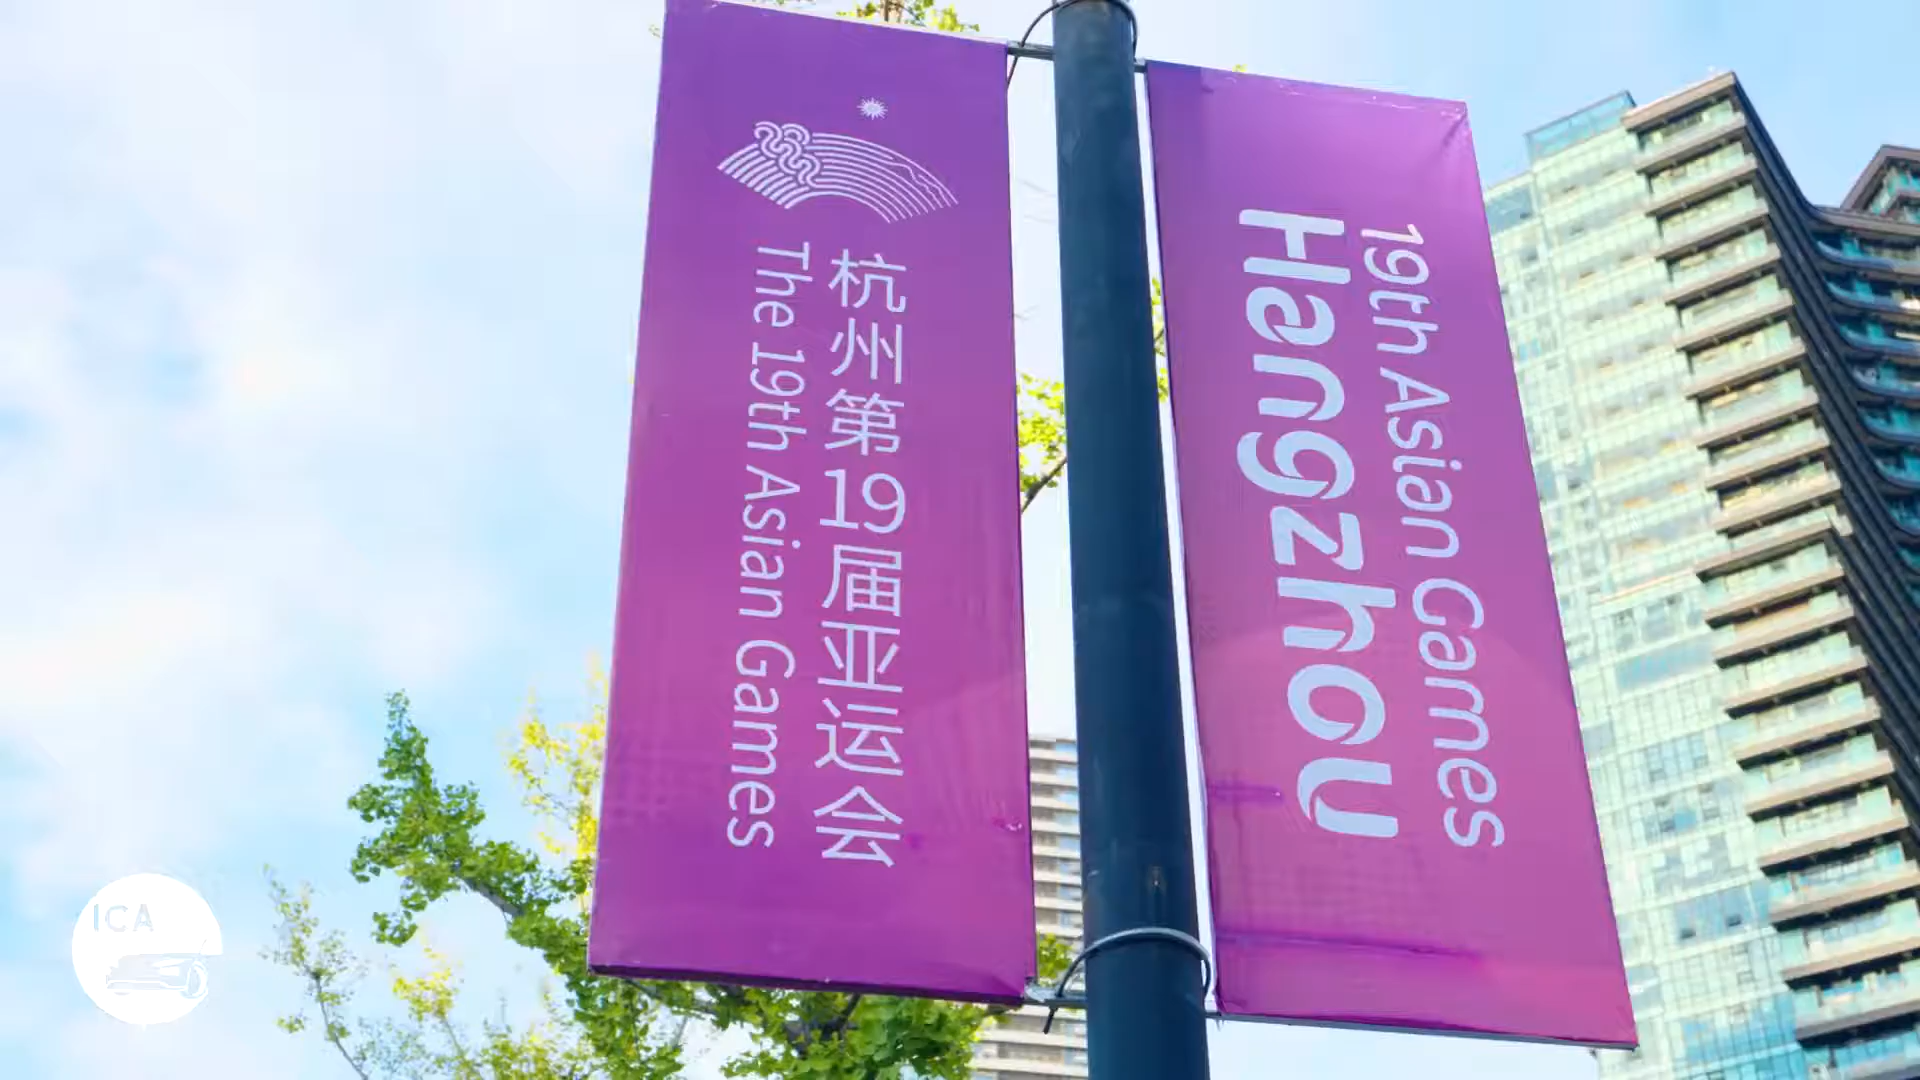 杭州第19届亚运会
The 19th Asian Games
19th Asian Games
Hangzhou
ICA